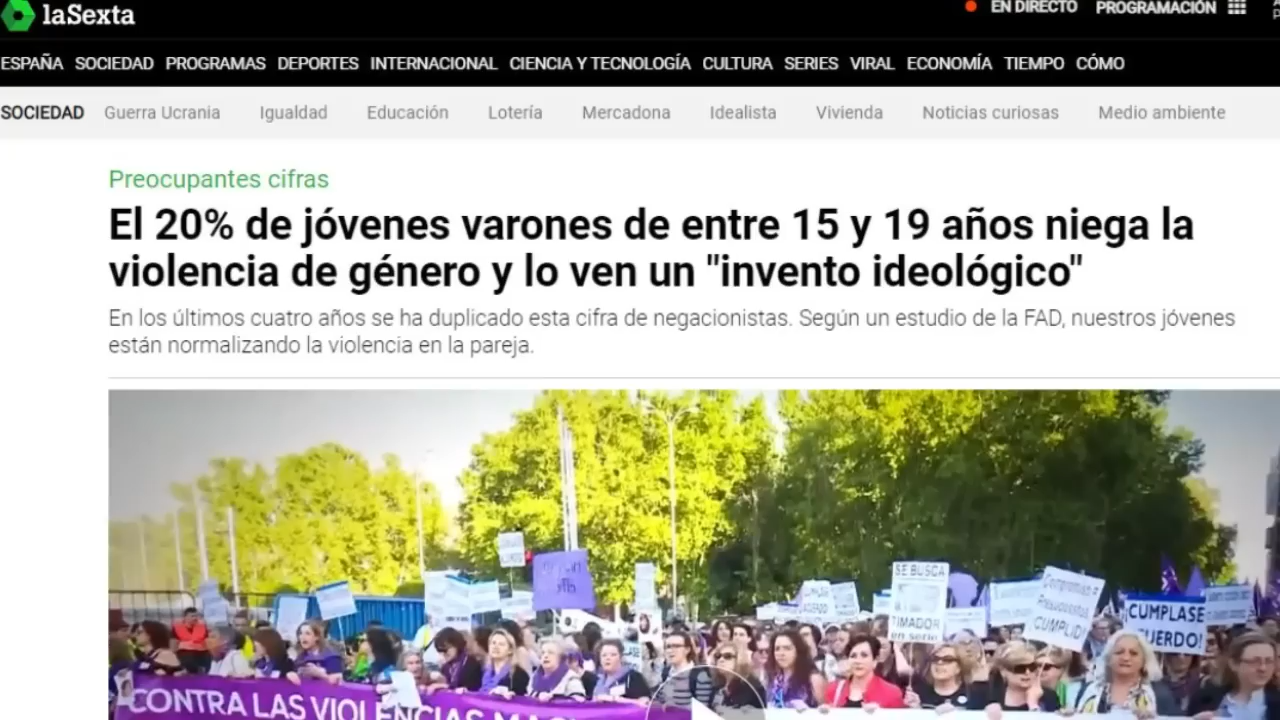 laSexta
EN DIRECTO PROGRAMACIÓN
ESPAÑA SOCIEDAD PROGRAMAS DEPORTES INTERNACIONAL CIENCIA Y TECNOLOGÍA CULTURA SERIES VIRAL ECONOMÍA TIEMPO CÓMO
SOCIEDAD Guerra Ucrania Igualdad Educación Lotería Mercadona Idealista Vivienda Noticias curiosas Medio ambiente
Preocupantes cifras
El 20% de jóvenes varones de entre 15 y 19 años niega la
violencia de género y lo ven un "invento ideológico"
En los últimos cuatro años se ha duplicado esta cifra de negacionistas. Según un estudio de la FAD, nuestros jóvenes
están normalizando la violencia en la pareja.
SE BUSCA
TIMADOR
en serie
CUMPLID
CÚMPLASE
CONTRA LAS VIOLENCIAS